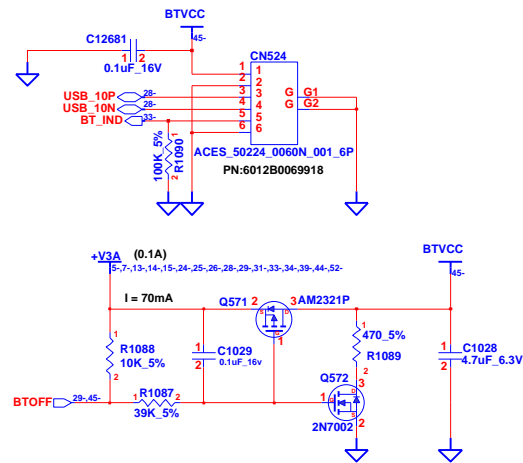 BTVCC
45-
C12681
1 2
0.1uF_16V
CN524
1 1
2 2
3 3
4 4
5 5
6 6
G G1
G G2
USB_10P 28-
USB_10N 28-
BT_IND 33-
1
100K_5%
R1090
2
ACES_50224_0060N_001_6P
PN:6012B0069918
+V3A (0.1A)
5-,7-,13-,14-,15-,24-,25-,26-,28-,29-,31-,33-,34-,39-,44-,52-
BTVCC
45-
I = 70mA
Q571 2 3 AM2321P
S D
G
1
1
R1088
10K_5%
2
1
C1029
0.1uF_16v
2
1
470_5%
R1089
2
1
C1028
4.7uF_6.3V
2
BTOFF 29-,45-
1 R1087 2
39K_5%
Q572
3
D
1 G
S
2
2N7002